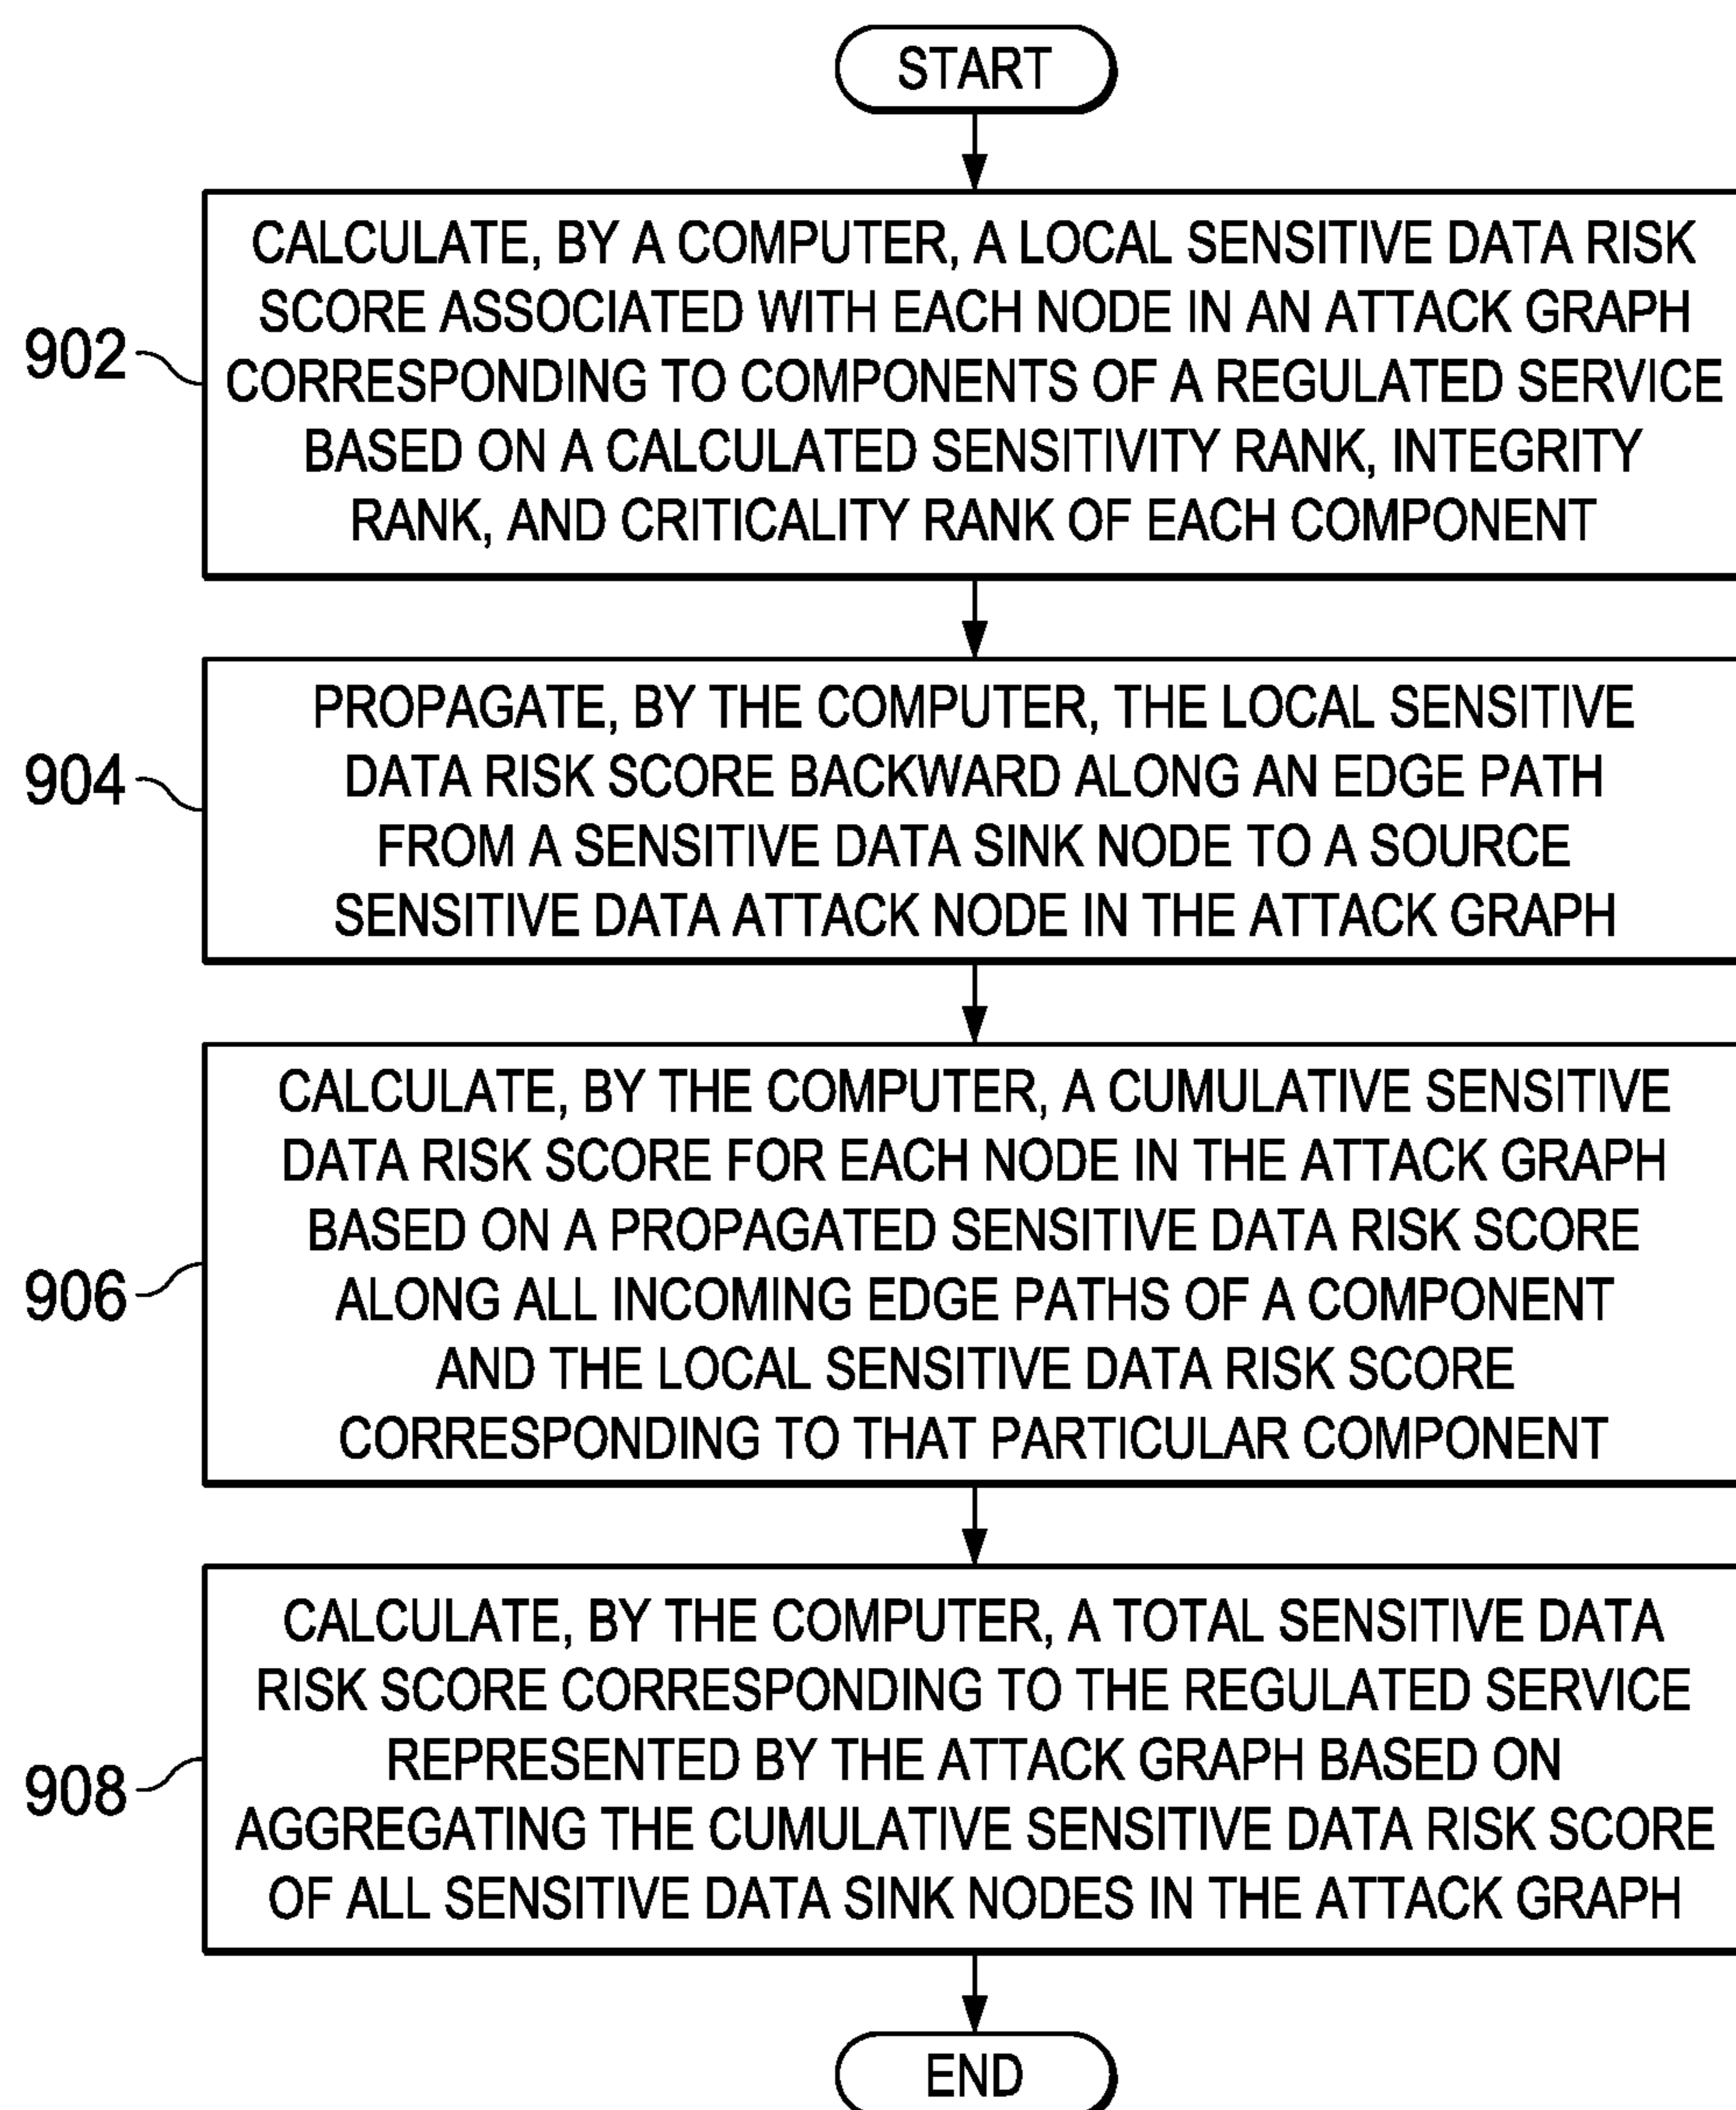 START
CALCULATE, BY A COMPUTER, A LOCAL SENSITIVE DATA RISK
SCORE ASSOCIATED WITH EACH NODE IN AN ATTACK GRAPH
902
CORRESPONDING TO COMPONENTS OF A REGULATED SERVICE
BASED ON A CALCULATED SENSITIVITY RANK, INTEGRITY
RANK, AND CRITICALITY RANK OF EACH COMPONENT
PROPAGATE, BY THE COMPUTER, THE LOCAL SENSITIVE
904
DATA RISK SCORE BACKWARD ALONG AN EDGE PATH
FROM A SENSITIVE DATA SINK NODE TO A SOURCE
SENSITIVE DATA ATTACK NODE IN THE ATTACK GRAPH
CALCULATE, BY THE COMPUTER, A CUMULATIVE SENSITIVE
DATA RISK SCORE FOR EACH NODE IN THE ATTACK GRAPH
BASED ON A PROPAGATED SENSITIVE DATA RISK SCORE
906
ALONG ALL INCOMING EDGE PATHS OF A COMPONENT
AND THE LOCAL SENSITIVE DATA RISK SCORE
CORRESPONDING TO THAT PARTICULAR COMPONENT
CALCULATE, BY THE COMPUTER, A TOTAL SENSITIVE DATA
RISK SCORE CORRESPONDING TO THE REGULATED SERVICE
REPRESENTED BY THE ATTACK GRAPH BASED ON
908
AGGREGATING THE CUMULATIVE SENSITIVE DATA RISK SCORE
OF ALL SENSITIVE DATA SINK NODES IN THE ATTACK GRAPH
END